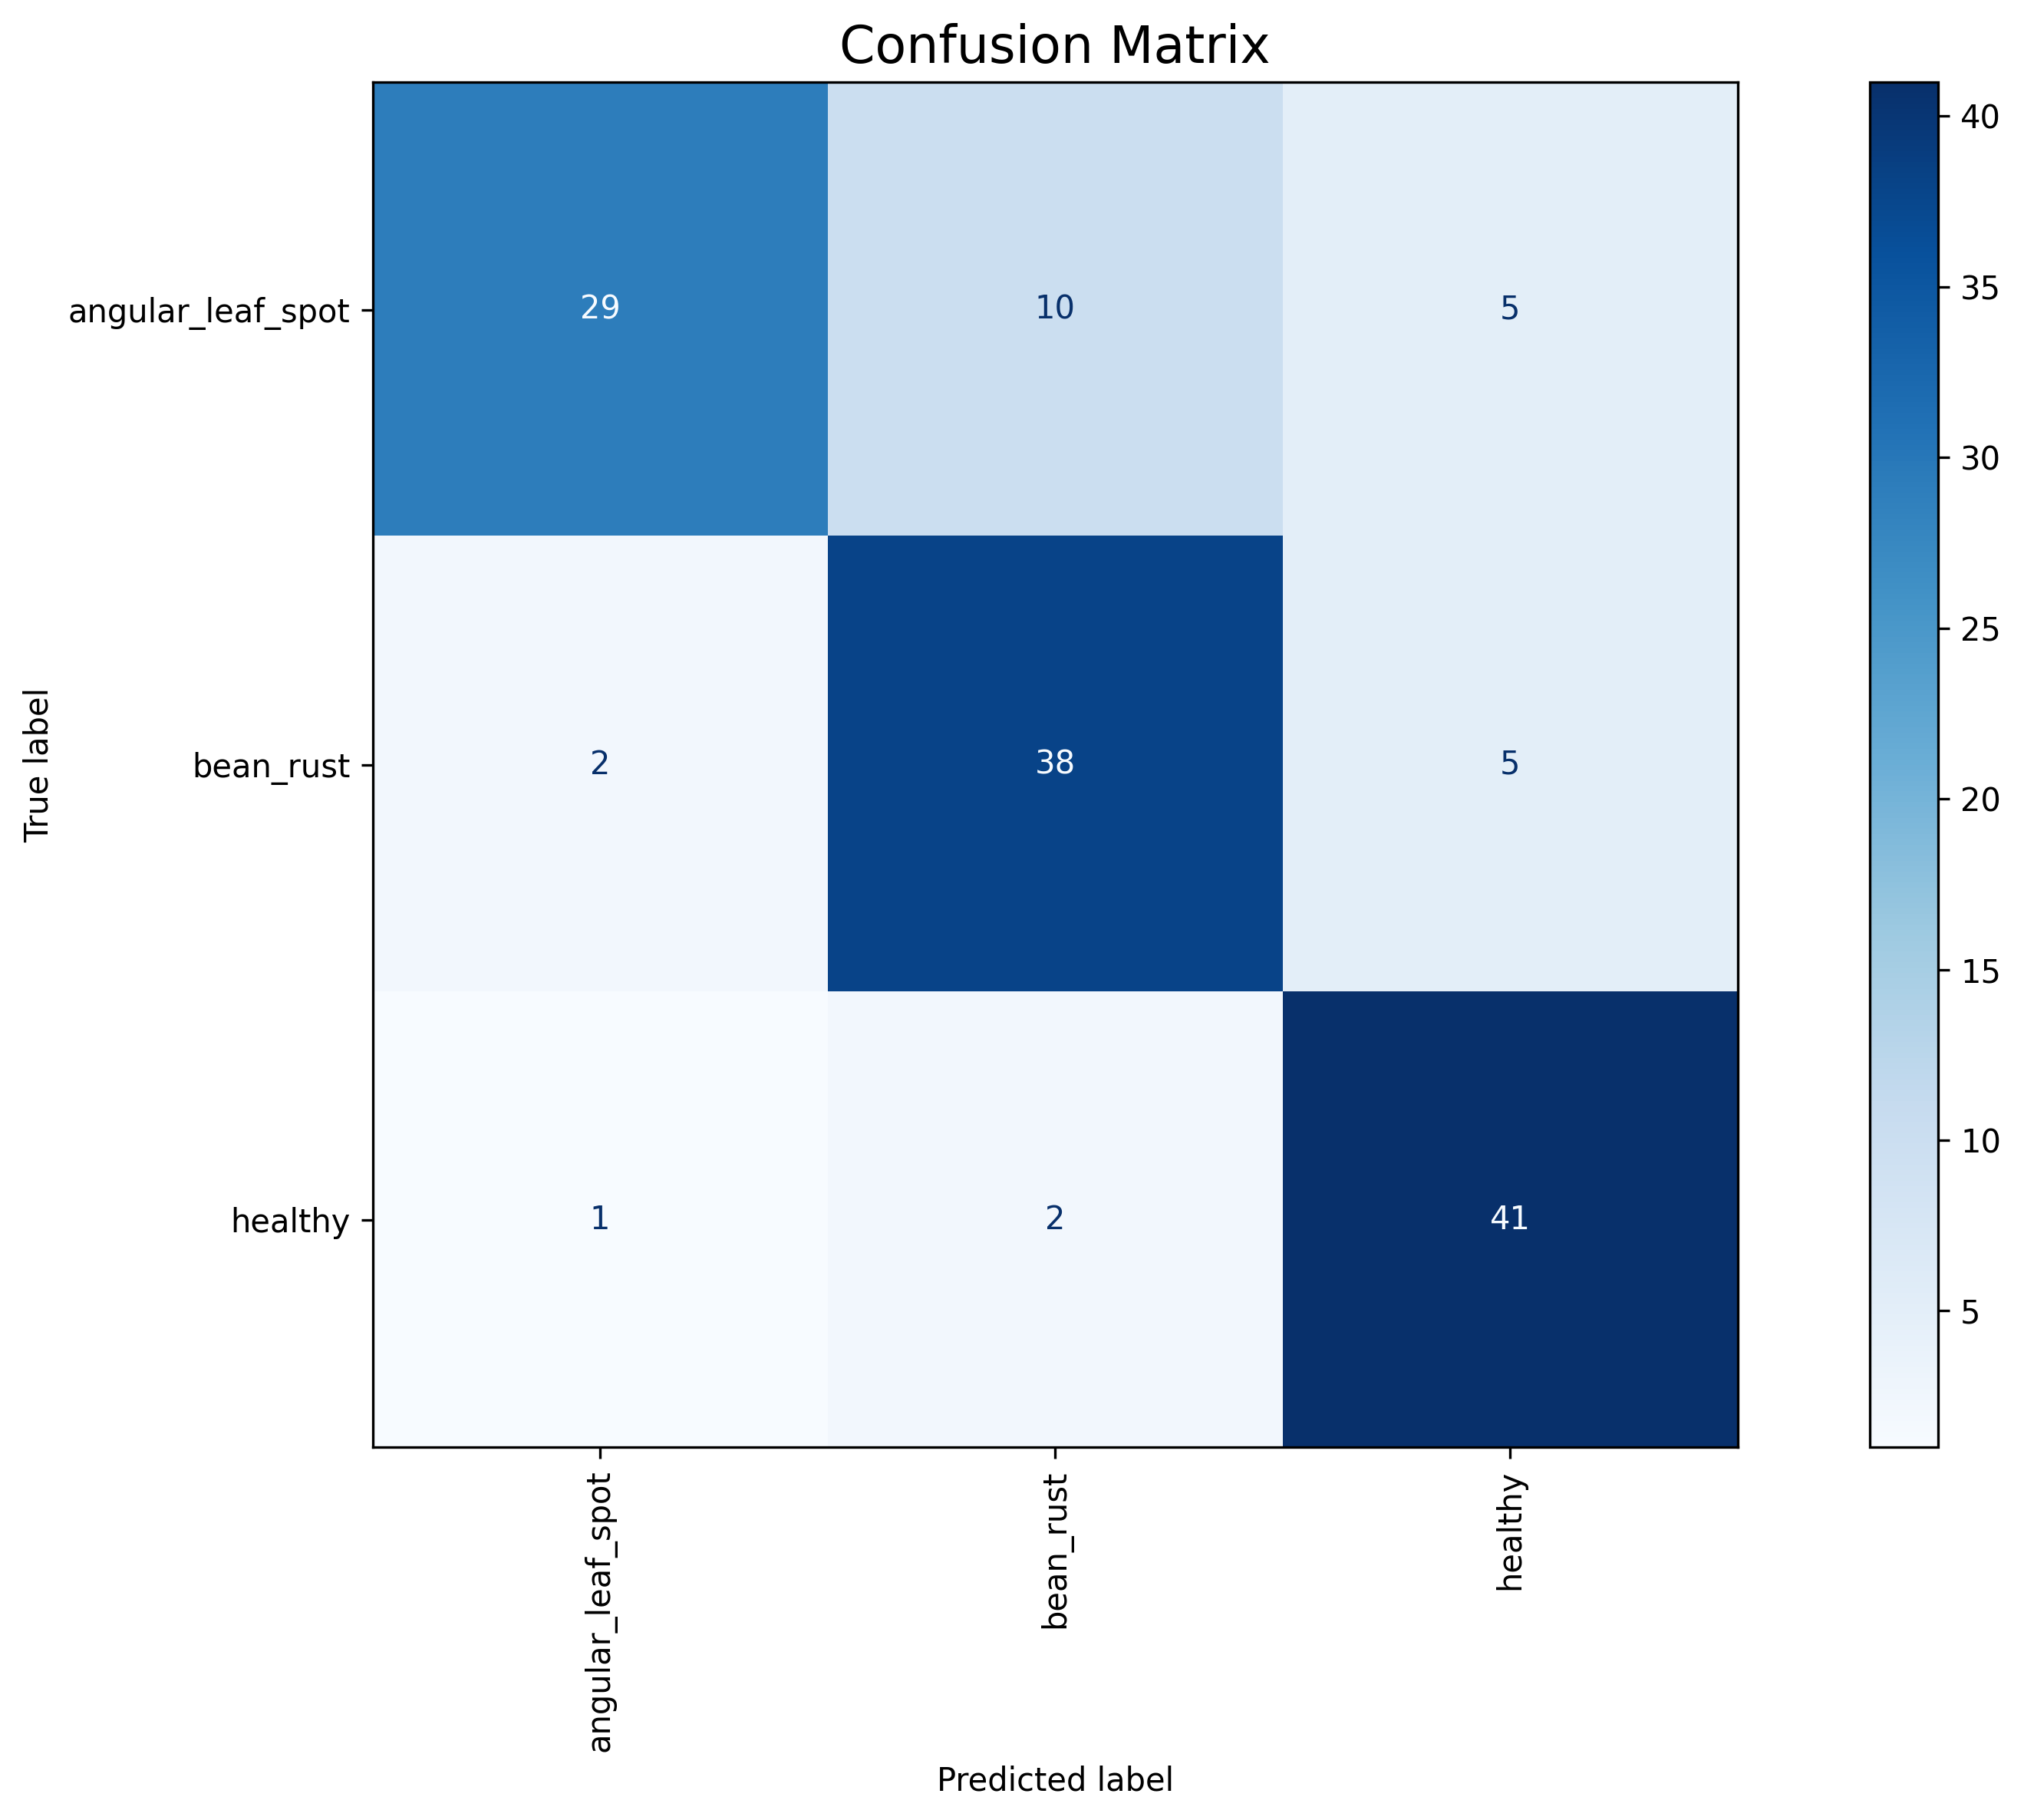 Confusion Matrix
angular_leaf_spot
29
10
5
bean_rust
2
38
5
healthy
1
2
41
True label
angular_leaf_spot
bean_rust
healthy
Predicted label
40
35
30
25
20
15
10
5